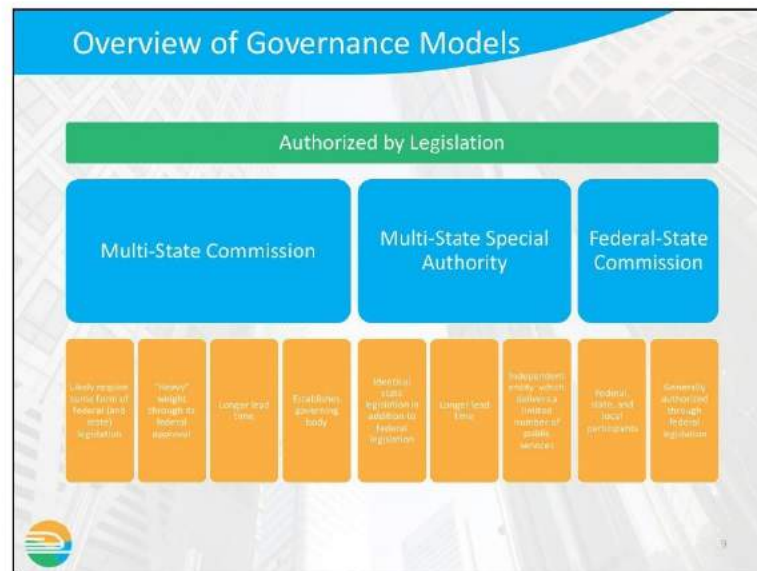 Overview of Governance Models
Authorized by Legislation
Multi-State Commission
Multi-State Special
Authority
Federal-State
Commission
Likely require
some form of
federal (and
state)
legislation
"Heavy"
weight
through its
federal
approval
Longer lead
time
Establishes
governing
body
Identical
state
legislation in
addition to
federal
legislation
Longer lead
time
Independent
entity which
delivers a
limited
number of
public
services
Federal,
state, and
local
participants
Generally
authorized
through
federal
legislation
9